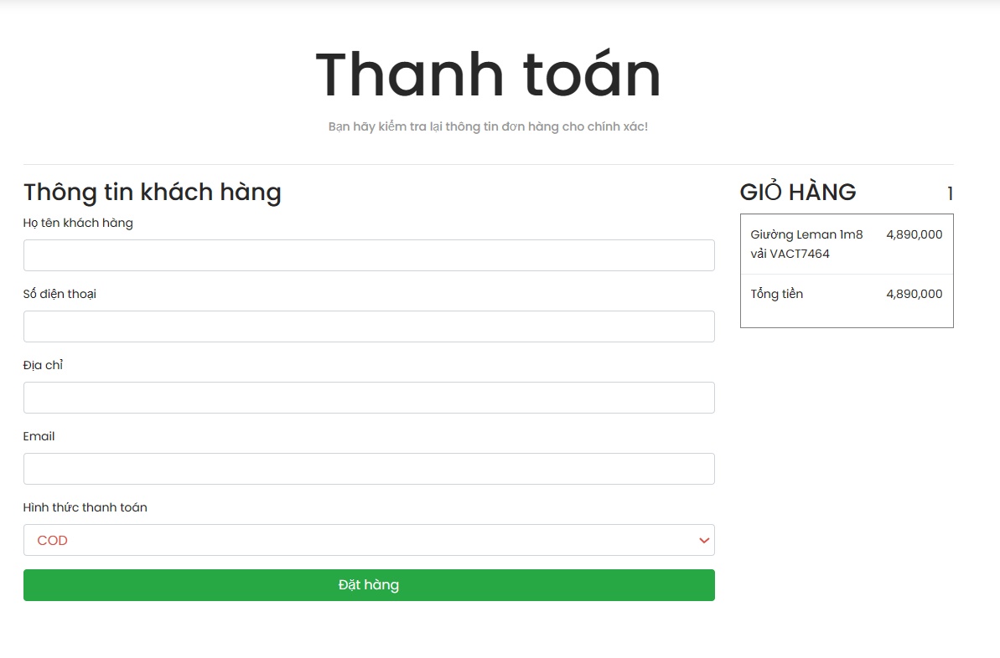 Thanh toán
Bạn hãy kiểm tra lại thông tin đơn hàng cho chính xác!
Thông tin khách hàng
Họ tên khách hàng
Số điện thoại
Địa chỉ
Email
Hình thức thanh toán
COD
Đặt hàng
GIỎ HÀNG 1
Giường Leman 1m8 4,890,000
vải VACT7464
Tổng tiền 4,890,000